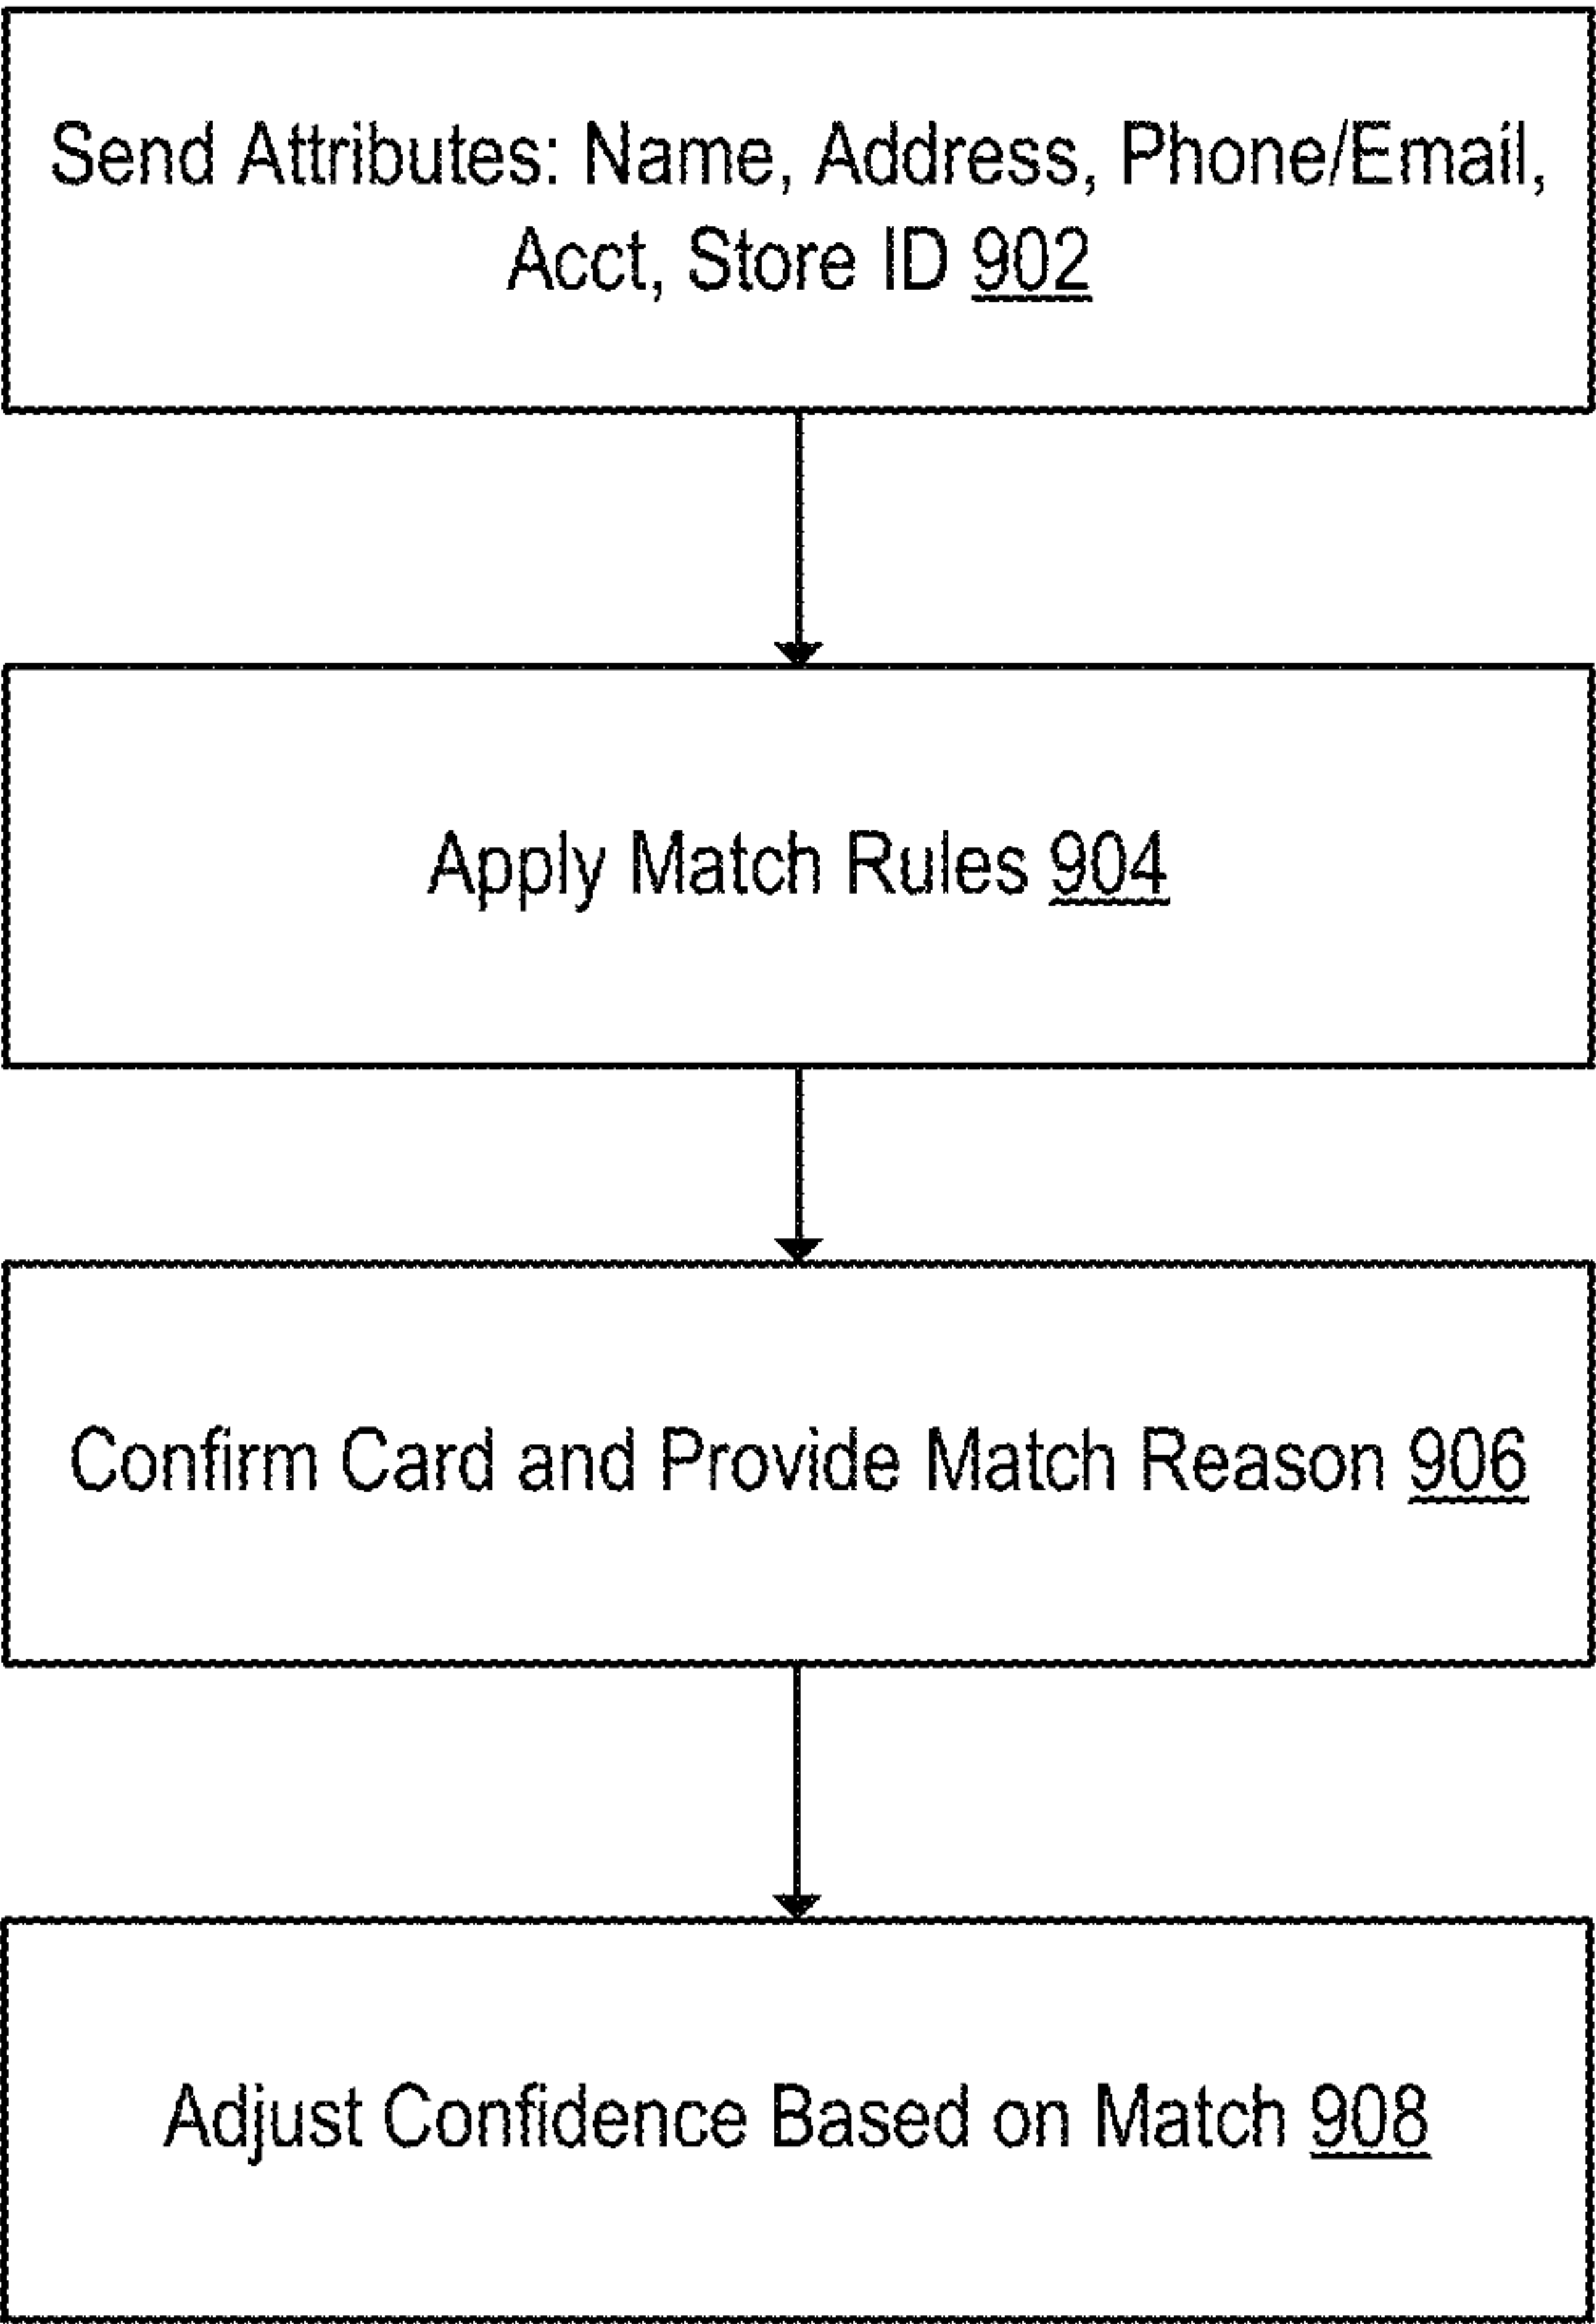 Send Attributes: Name, Address, Phone/Email,
Acct, Store ID 902
Apply Match Rules 904
Confirm Card and Provide Match Reason 906
Adjust Confidence Based on Match 908